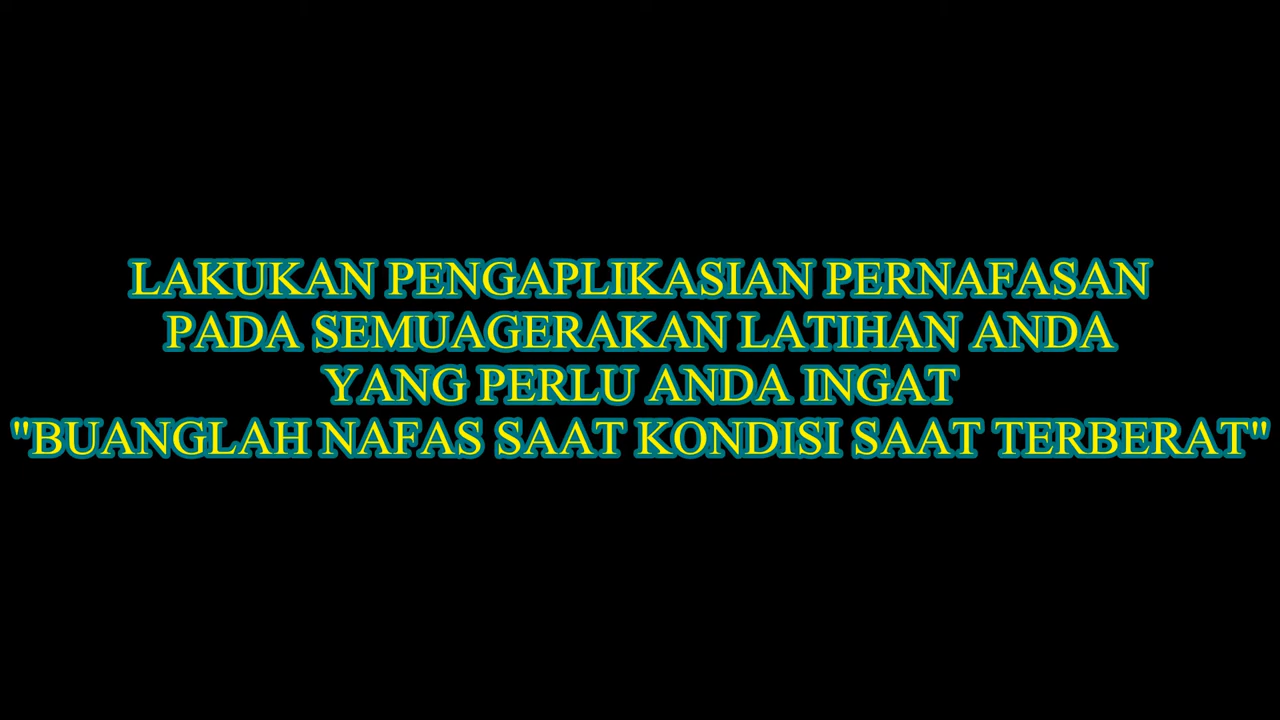 LAKUKAN PENGAPLIKASIAN PERNAFASAN
PADA SEMUAGERAKAN LATIHAN ANDA
YANG PERLU ANDA INGAT
"BUANGLAH NAFAS SAAT KONDISI SAAT TERBERAT"